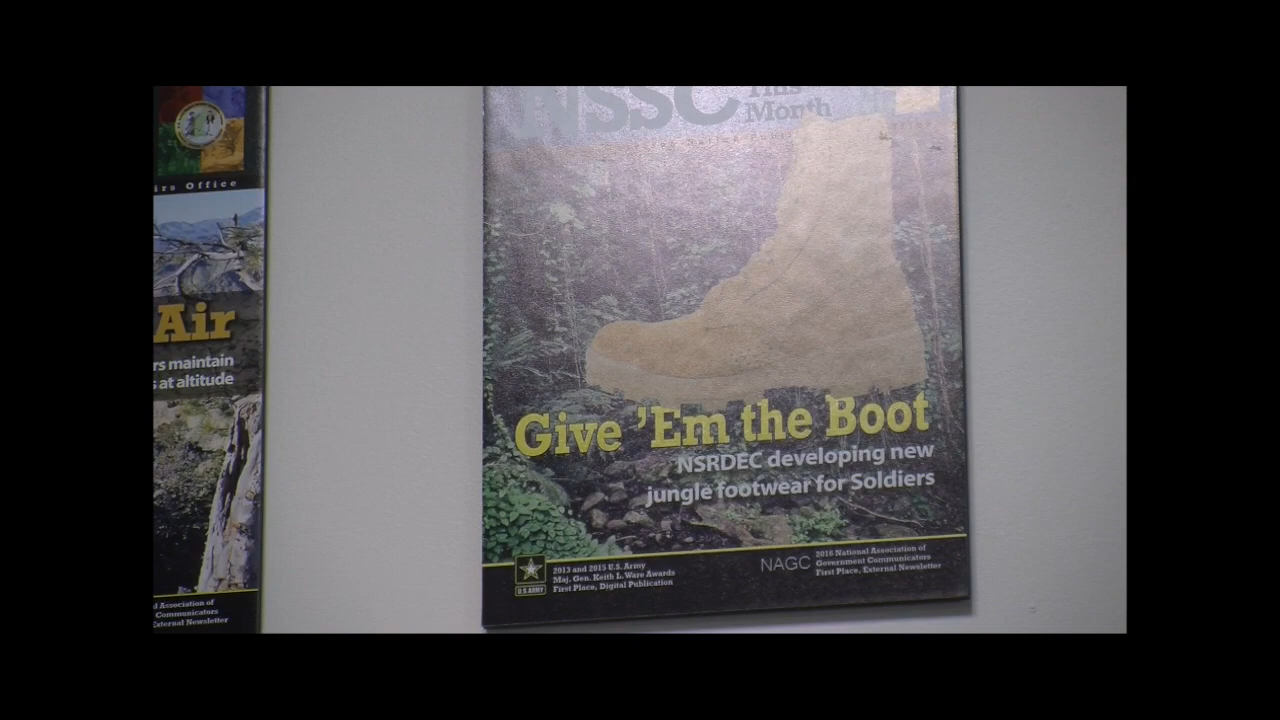 irs Office
Air
rs maintain
s at altitude
d Association of
Communicators
External Newsletter
NSSC
This
Month
Give 'Em the Boot
NSRDEC developing new
jungle footwear for Soldiers
U.S.ARMY
2013 and 2015 U.S. Army
Maj. Gen. Keith L. Ware Awards
First Place, Digital Publication
NAGC
2016 National Association of
Government Communicators
First Place, External Newsletter